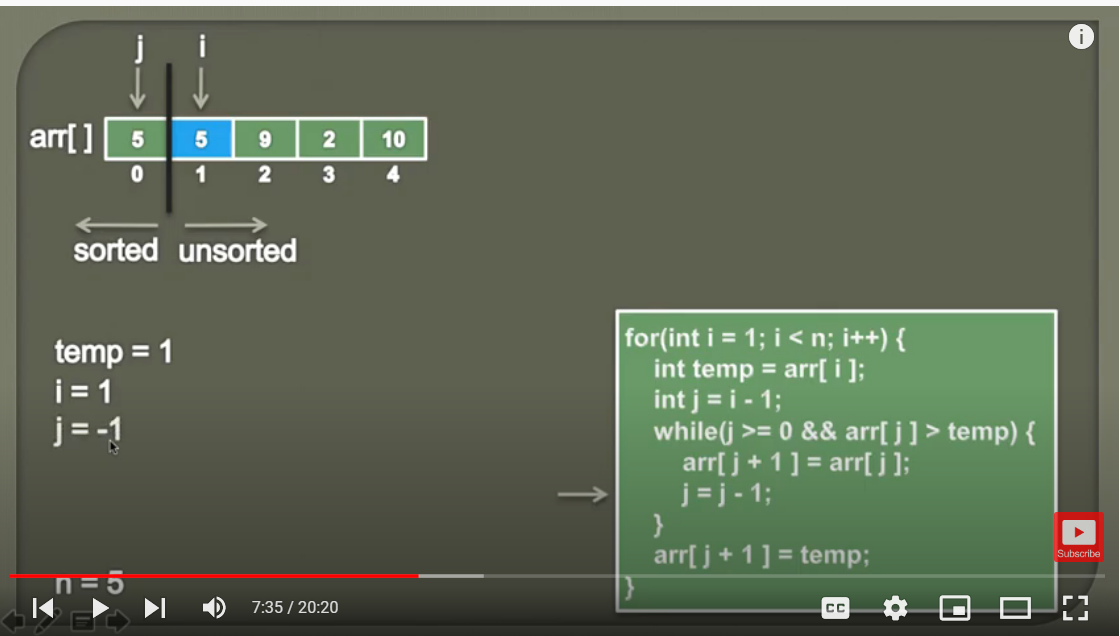 j i
arr[ ] 5 5 9 2 10
0 1 2 3 4
sorted unsorted
temp = 1
i = 1
j = -1
n = 5
for(int i = 1; i < n; i++) {
int temp = arr[ i ];
int j = i - 1;
while(j >= 0 && arr[ j ] > temp) {
arr[ j + 1 ] = arr[ j ];
j = j - 1;
}
arr[ j + 1 ] = temp;
}
Subscribe
7:35 / 20:20
CC
i